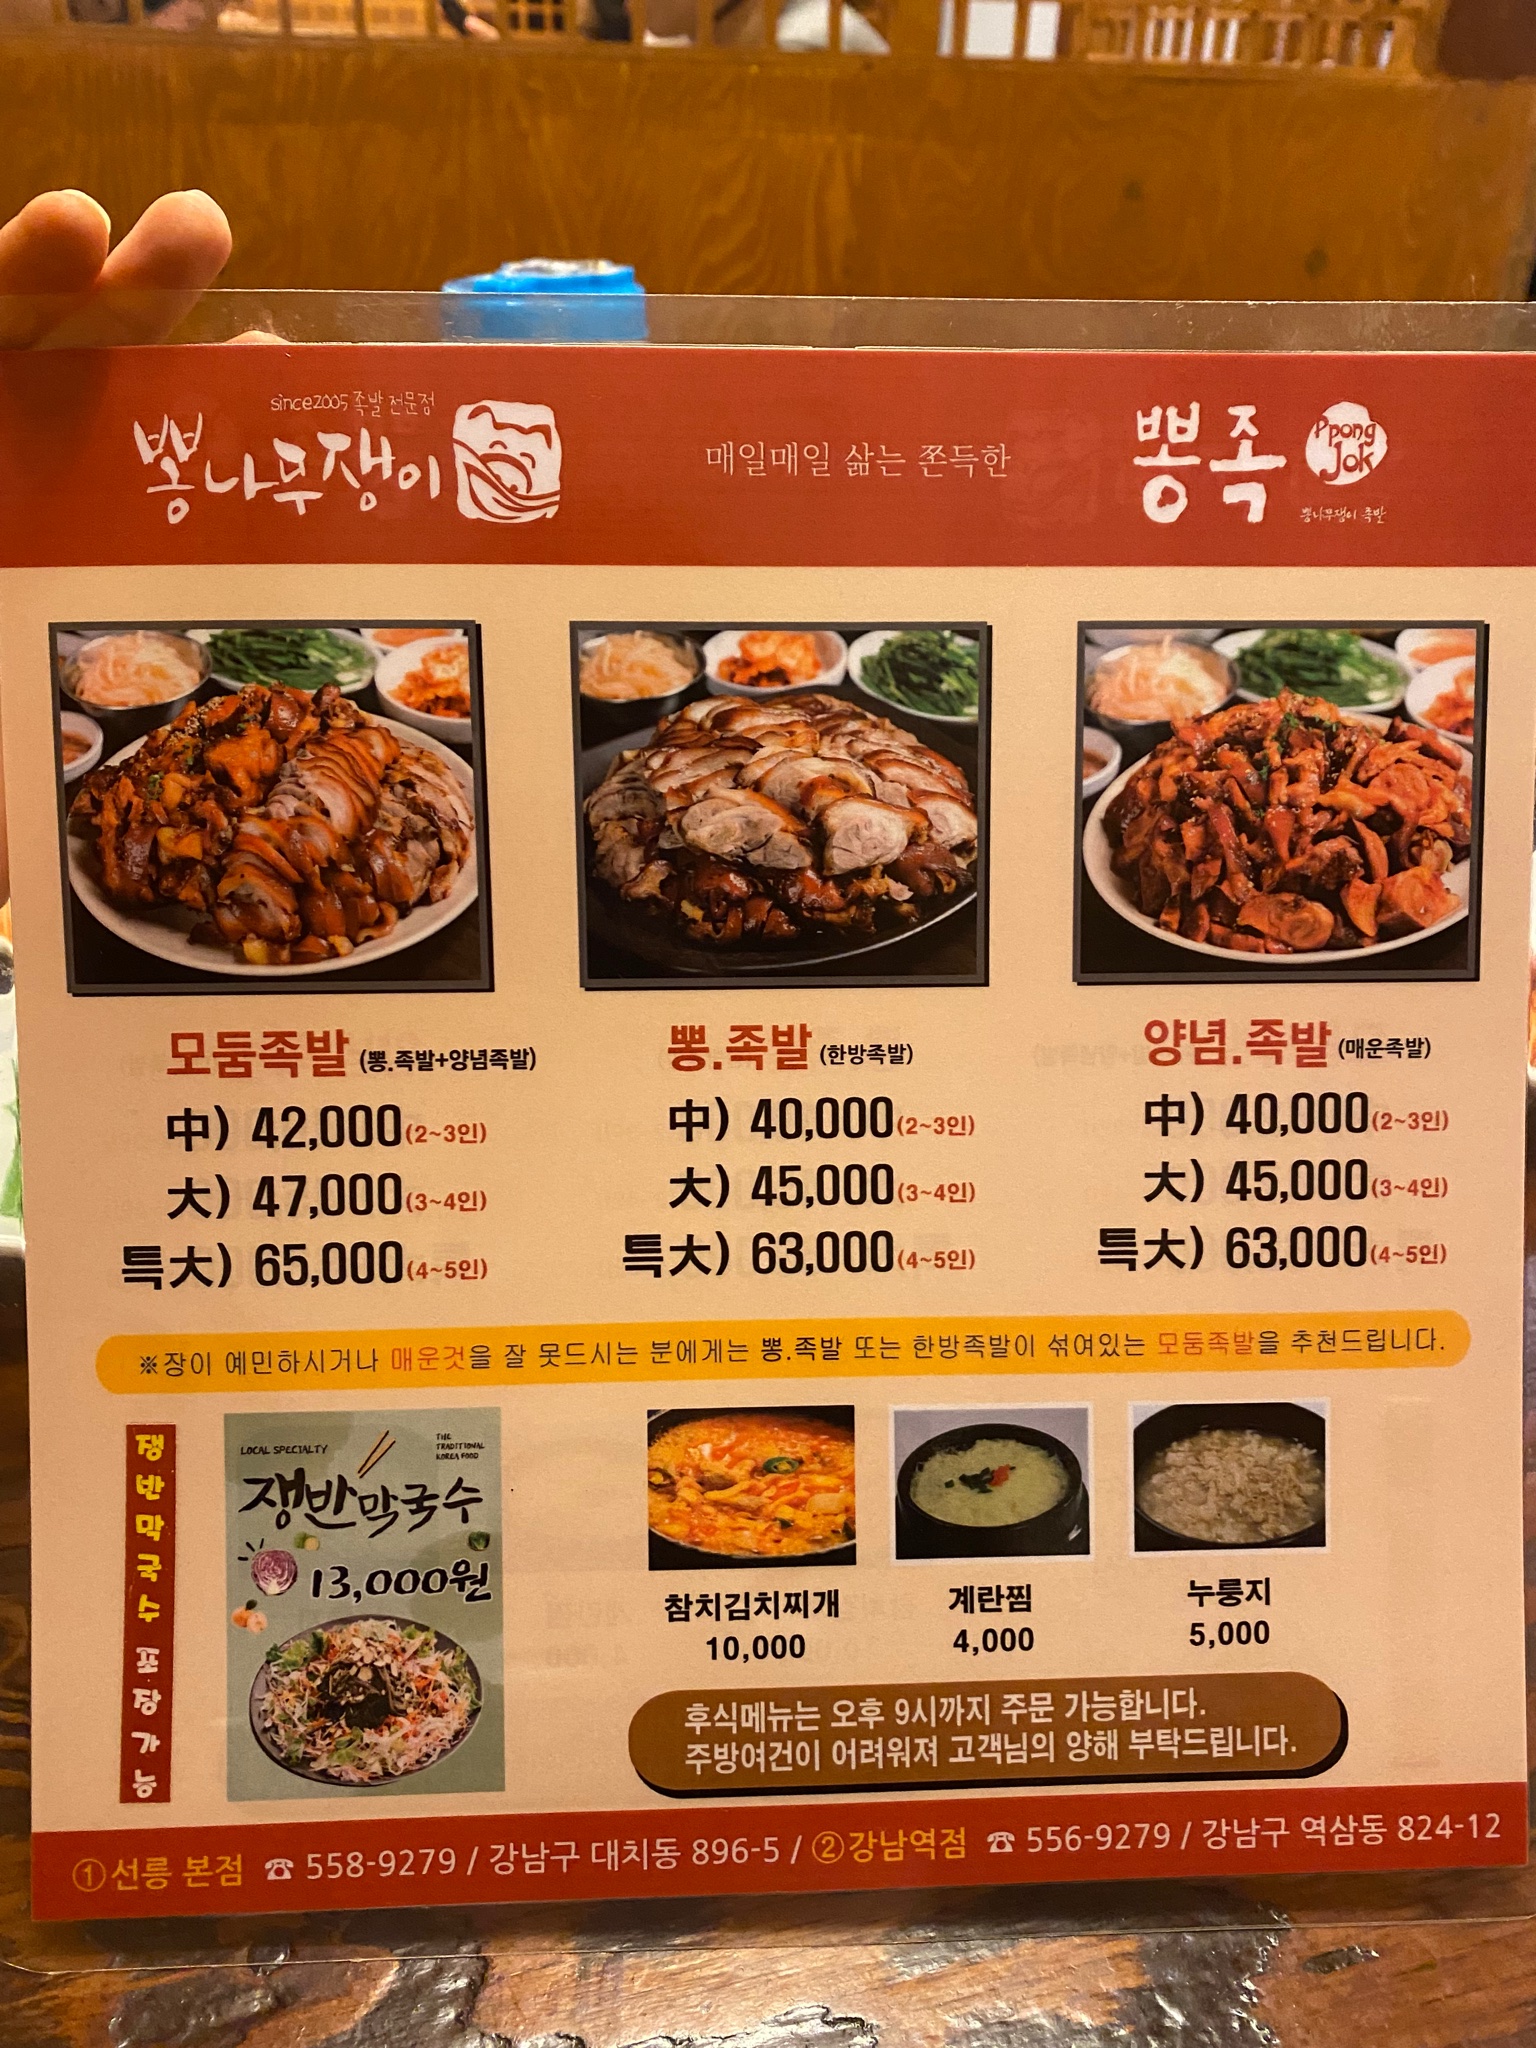 since2005 족발 전문점
뽕나무쟁이
매일매일 삶는 쫀득한
뽕족
Ppong Jok
뽕나무쟁이 족발
모둠족발 (뽕.족발+양념족발)
中) 42,000(2~3인)
大) 47,000(3~4인)
특大) 65,000(4~5인)
뽕.족발 (한방족발)
中) 40,000(2~3인)
大) 45,000(3~4인)
특大) 63,000(4~5인)
양념.족발 (매운족발)
中) 40,000(2~3인)
大) 45,000(3~4인)
특大) 63,000(4~5인)
※장이 예민하시거나 매운것을 잘 못드시는 분에게는 뽕.족발 또는 한방족발이 섞여있는 모둠족발을 추천드립니다.
쟁반막국수 포장가능
LOCAL SPECIALTY
THE
TRADITIONAL
KOREA FOOD
쟁반막국수
13,000원
참치김치찌개
10,000
계란찜
4,000
누룽지
5,000
후식메뉴는 오후 9시까지 주문 가능합니다.
주방여건이 어려워져 고객님의 양해 부탁드립니다.
①선릉 본점 ☎ 558-9279 / 강남구 대치동 896-5 / ②강남역점 ☎ 556-9279 / 강남구 역삼동 824-12